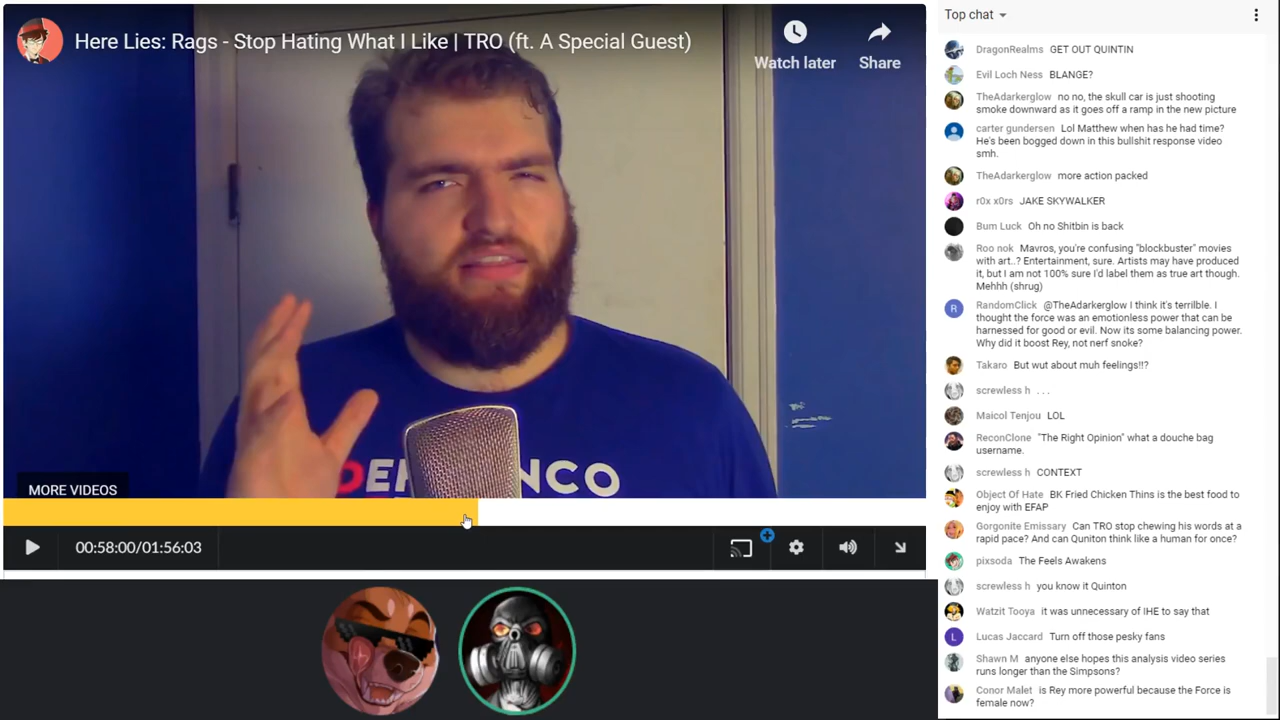 Here Lies: Rags - Stop Hating What I Like | TRO (ft. A Special Guest)
Watch later
Share
NCO
MORE VIDEOS
00:58:00/01:56:03
Top chat
DragonRealms GET OUT QUINTIN
Evil Loch Ness BLANGE?
TheAdarkerglow no no, the skull car is just shooting
smoke downward as it goes off a ramp in the new picture
carter gundersen Lol Matthew when has he had time?
He's been bogged down in this bullshit response video
smh.
TheAdarkerglow more action packed
r0x x0rs JAKE SKYWALKER
Bum Luck Oh no Shitbin is back
Roo nok Mavros, you're confusing "blockbuster" movies
with art..? Entertainment, sure. Artists may have produced
it, but I am not 100% sure I'd label them as true art though.
Mehhh (shrug)
R
RandomClick @TheAdarkerglow I think it's terrilble. I
thought the force was an emotionless power that can be
harnessed for good or evil. Now its some balancing power.
Why did it boost Rey, not nerf snoke?
Takaro But wut about muh feelings!!?
screwless h . . .
Maicol Tenjou LOL
ReconClone "The Right Opinion" what a douche bag
username.
screwless h CONTEXT
Object Of Hate BK Fried Chicken Thins is the best food to
enjoy with EFAP
Gorgonite Emissary Can TRO stop chewing his words at a
rapid pace? And can Quniton think like a human for once?
pixsoda The Feels Awakens
screwless h you know it Quinton
Watzit Tooya it was unnecessary of IHE to say that
L
Lucas Jaccard Turn off those pesky fans
Shawn M anyone else hopes this analysis video series
runs longer than the Simpsons?
Conor Malet is Rey more powerful because the Force is
female now?